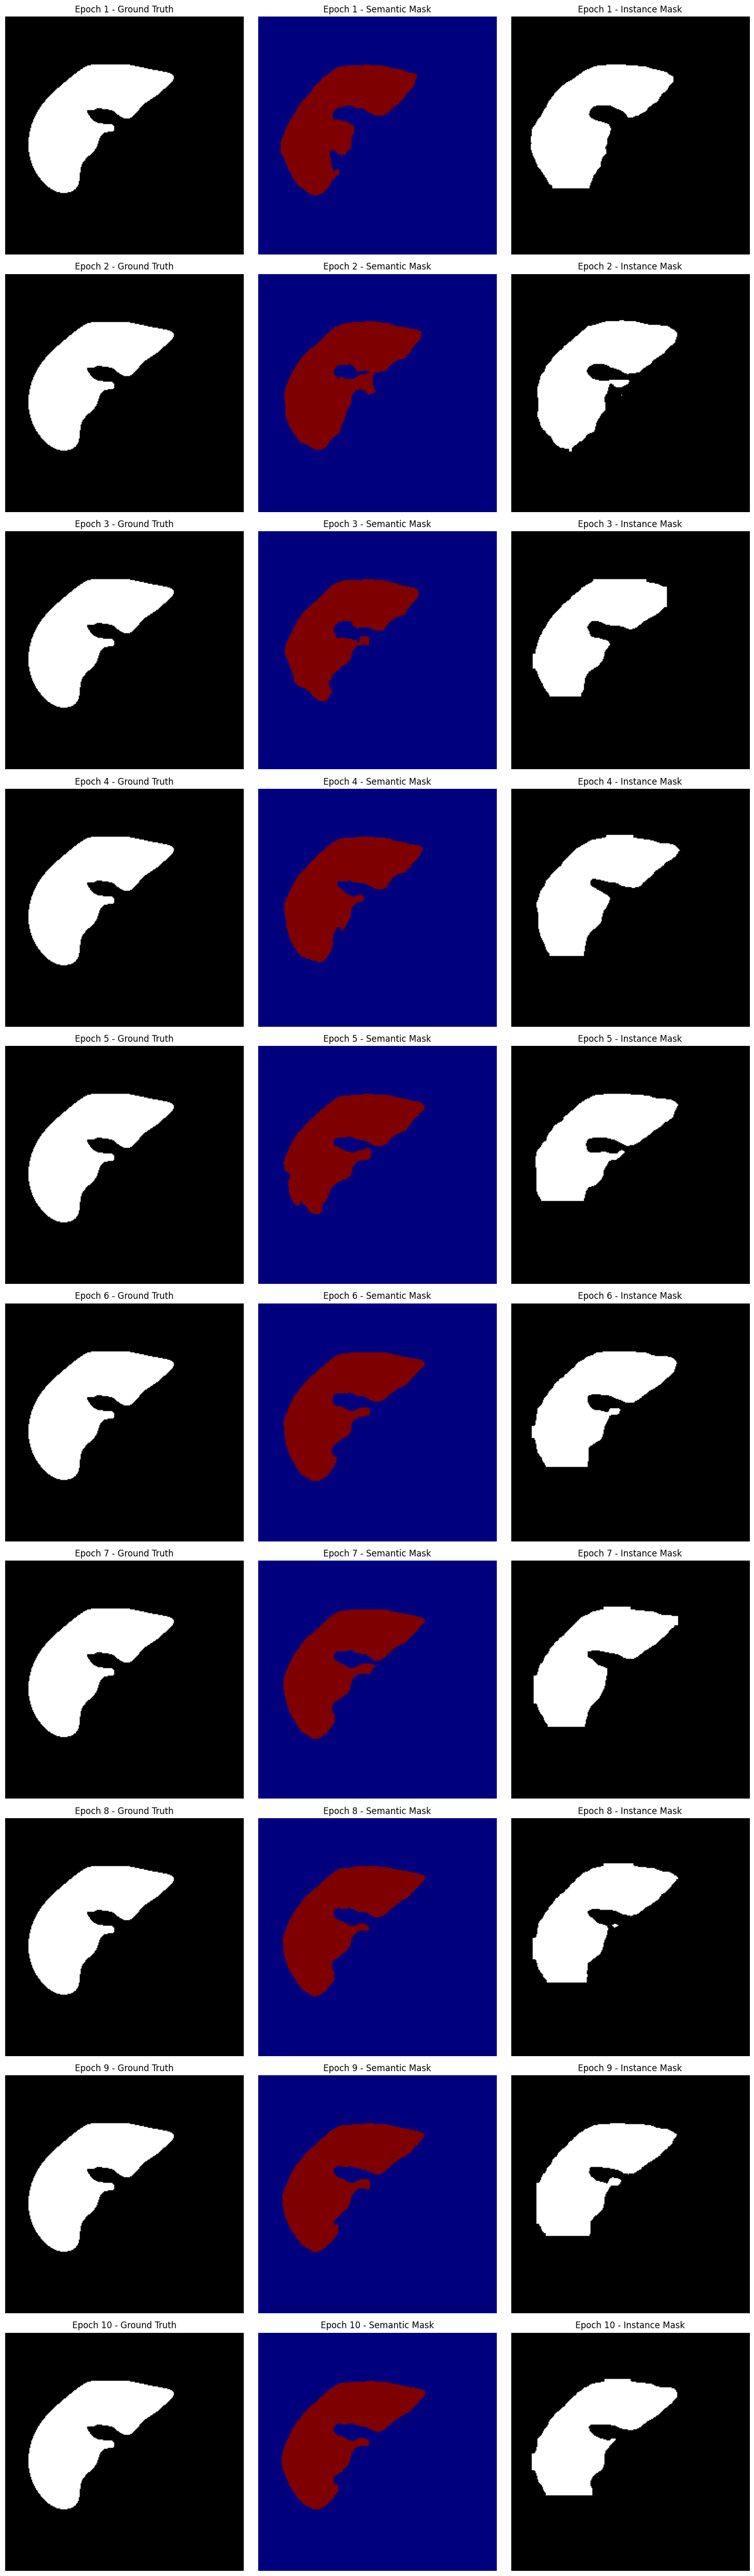 Epoch 1 - Ground Truth
Epoch 1 - Semantic Mask
Epoch 1 - Instance Mask
Epoch 2 - Ground Truth
Epoch 2 - Semantic Mask
Epoch 2 - Instance Mask
Epoch 3 - Ground Truth
Epoch 3 - Semantic Mask
Epoch 3 - Instance Mask
Epoch 4 - Ground Truth
Epoch 4 - Semantic Mask
Epoch 4 - Instance Mask
Epoch 5 - Ground Truth
Epoch 5 - Semantic Mask
Epoch 5 - Instance Mask
Epoch 6 - Ground Truth
Epoch 6 - Semantic Mask
Epoch 6 - Instance Mask
Epoch 7 - Ground Truth
Epoch 7 - Semantic Mask
Epoch 7 - Instance Mask
Epoch 8 - Ground Truth
Epoch 8 - Semantic Mask
Epoch 8 - Instance Mask
Epoch 9 - Ground Truth
Epoch 9 - Semantic Mask
Epoch 9 - Instance Mask
Epoch 10 - Ground Truth
Epoch 10 - Semantic Mask
Epoch 10 - Instance Mask